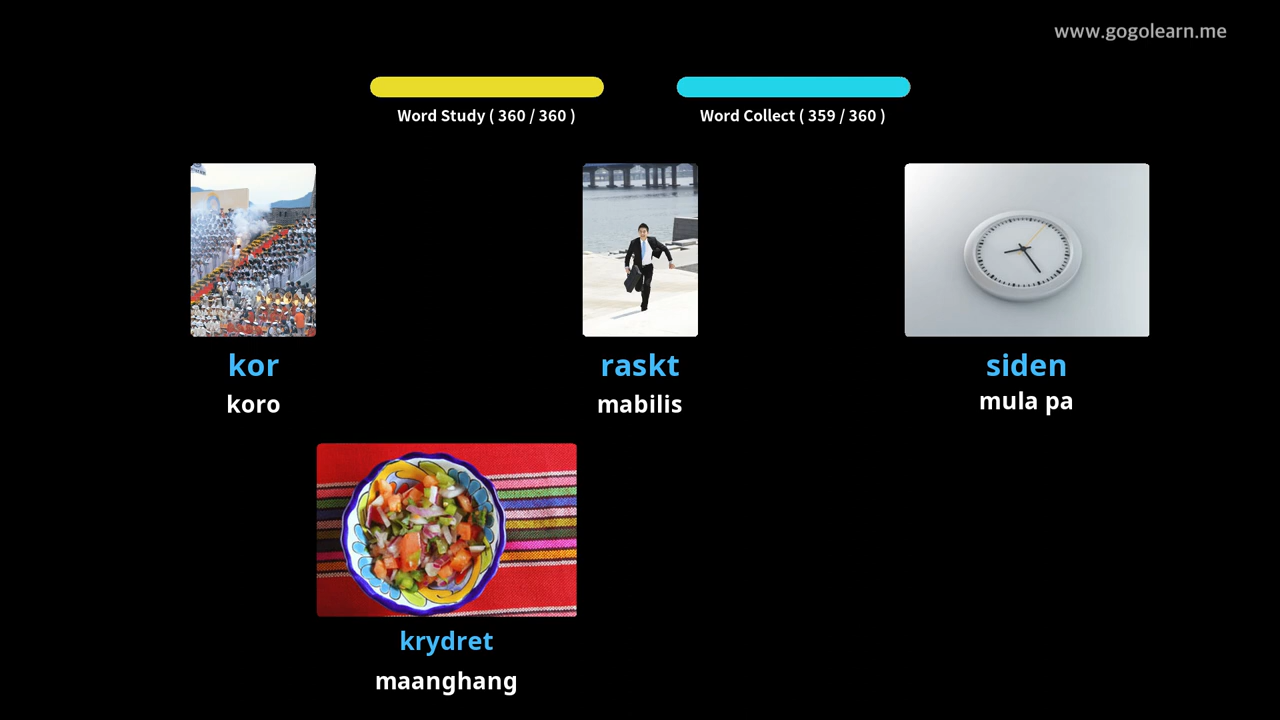 www.gogolearn.me
Word Study ( 360 / 360 )
Word Collect ( 359 / 360 )
kor
koro
raskt
mabilis
siden
mula pa
krydret
maanghang